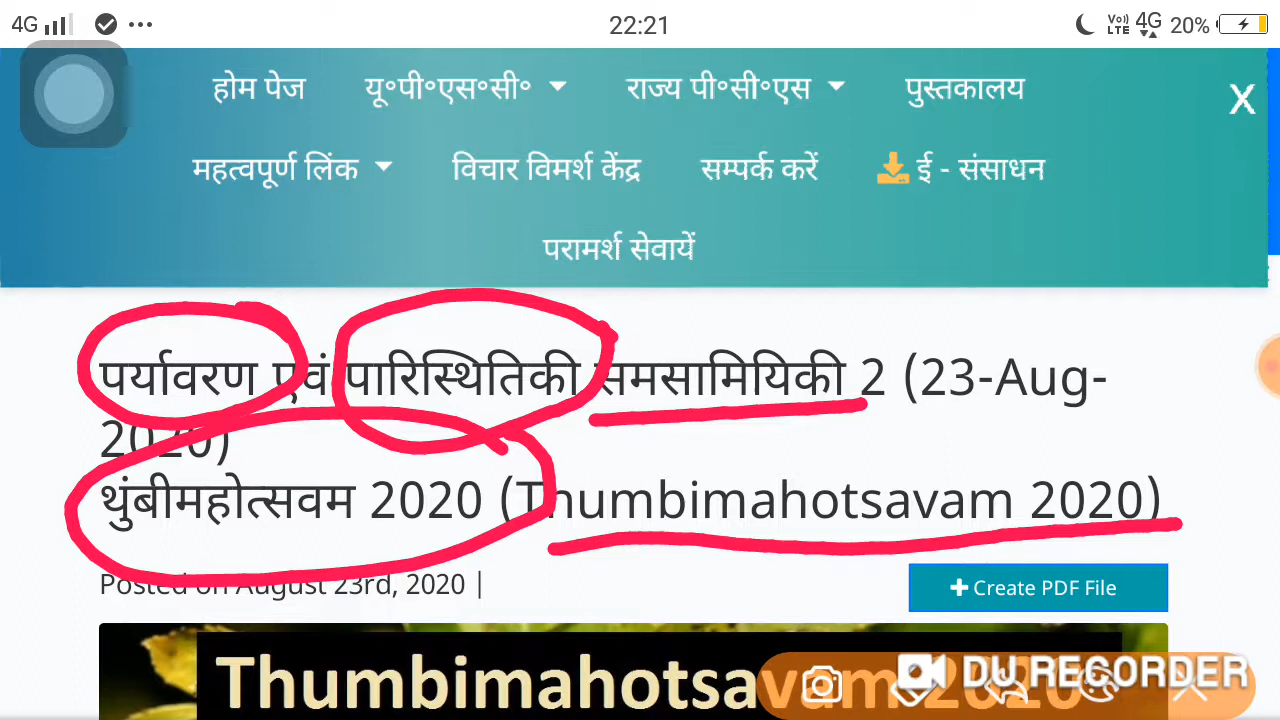 4G 22:21 Vo) LTE 4G 20%
होम पेज यू॰पी॰एस॰सी॰ राज्य पी॰सी॰एस पुस्तकालय X
महत्वपूर्ण लिंक विचार विमर्श केंद्र सम्पर्क करें ई - संसाधन
परामर्श सेवायें
पर्यावरण एवं पारिस्थितिकी समसामियिकी 2 (23-Aug-
2020)
थुंबीमहोत्सवम 2020 (Thumbimahotsavam 2020)
Posted on August 23rd, 2020 |
Create PDF File
Thumbimahotsavam 2020
DU RECORDER